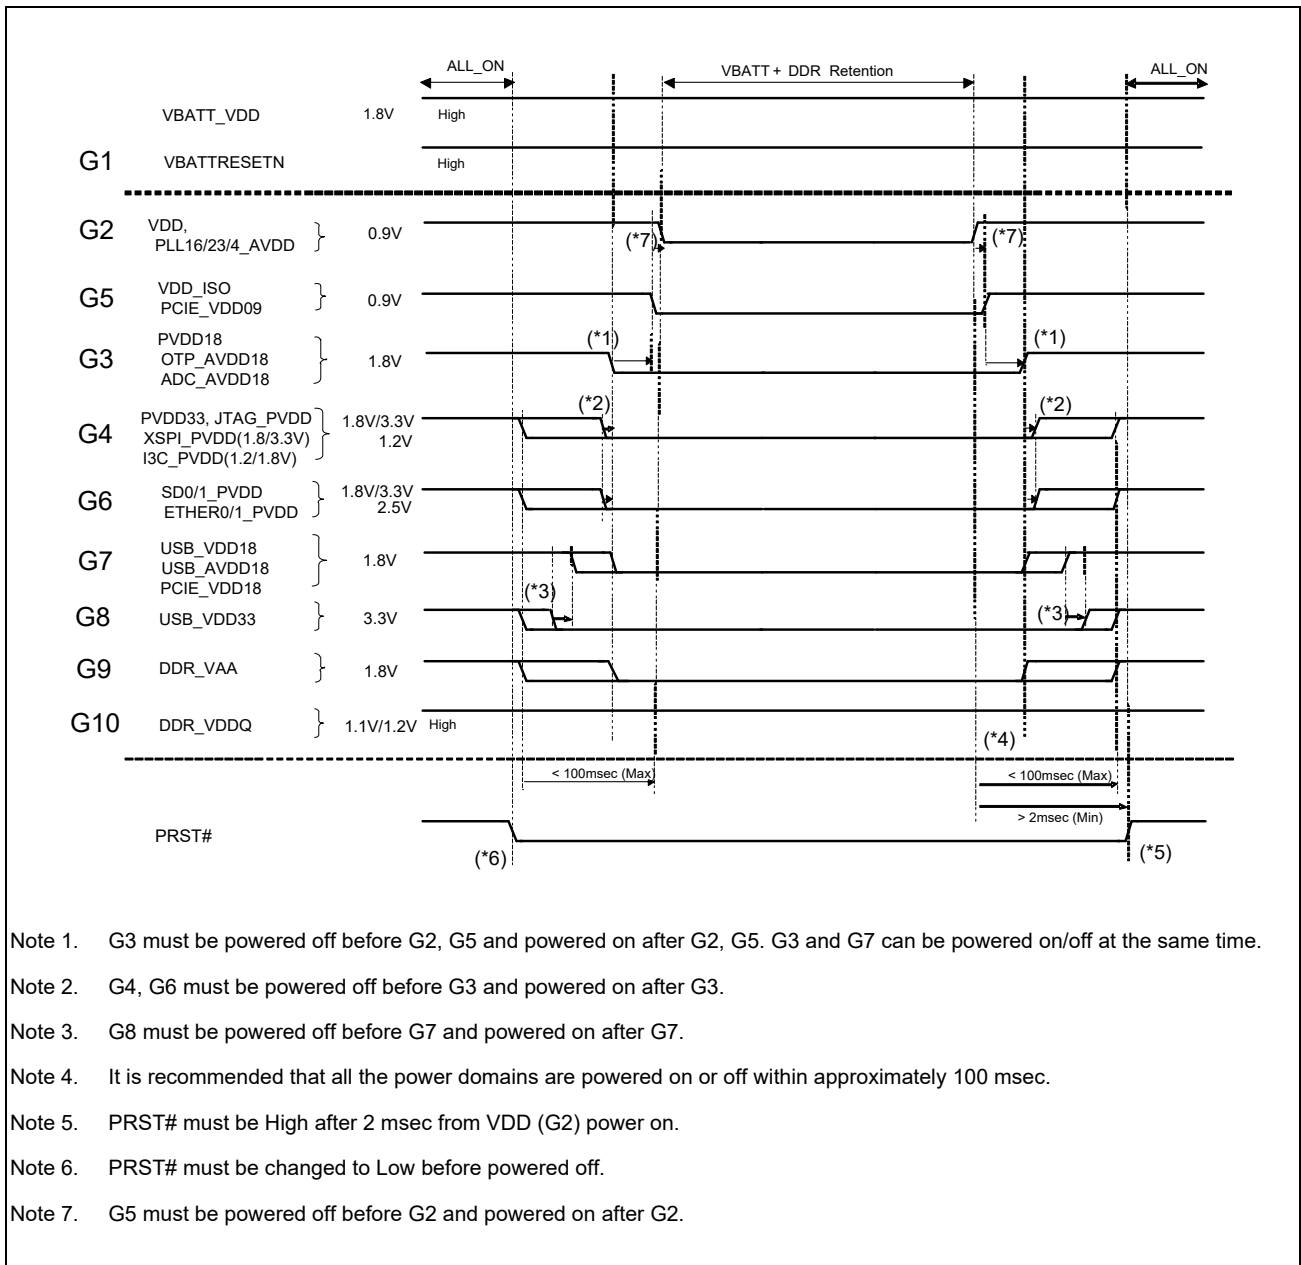 ALL_ON
VBATT + DDR Retention
ALL_ON
VBATT_VDD 1.8V High
G1 VBATTRESETN High
G2 VDD,
PLL16/23/4_AVDD } 0.9V (*7) (*7)
G5 VDD_ISO
PCIE_VDD09 } 0.9V
G3 PVDD18
OTP_AVDD18 } 1.8V (*1) (*1)
ADC_AVDD18
G4 PVDD33, JTAG_PVDD 1.8V/3.3V (*2) (*2)
XSPI_PVDD(1.8/3.3V) } 1.2V
I3C_PVDD(1.2/1.8V)
G6 SD0/1_PVDD } 1.8V/3.3V
ETHER0/1_PVDD 2.5V
G7 USB_VDD18
USB_AVDD18 } 1.8V
PCIE_VDD18
(*3)
G8 USB_VDD33 } 3.3V (*3)
G9 DDR_VAA } 1.8V
G10 DDR_VDDQ } 1.1V/1.2V High
(*4)
< 100msec (Max) < 100msec (Max)
> 2msec (Min)
PRST#
(*6) (*5)
Note 1. G3 must be powered off before G2, G5 and powered on after G2, G5. G3 and G7 can be powered on/off at the same time.
Note 2. G4, G6 must be powered off before G3 and powered on after G3.
Note 3. G8 must be powered off before G7 and powered on after G7.
Note 4. It is recommended that all the power domains are powered on or off within approximately 100 msec.
Note 5. PRST# must be High after 2 msec from VDD (G2) power on.
Note 6. PRST# must be changed to Low before powered off.
Note 7. G5 must be powered off before G2 and powered on after G2.